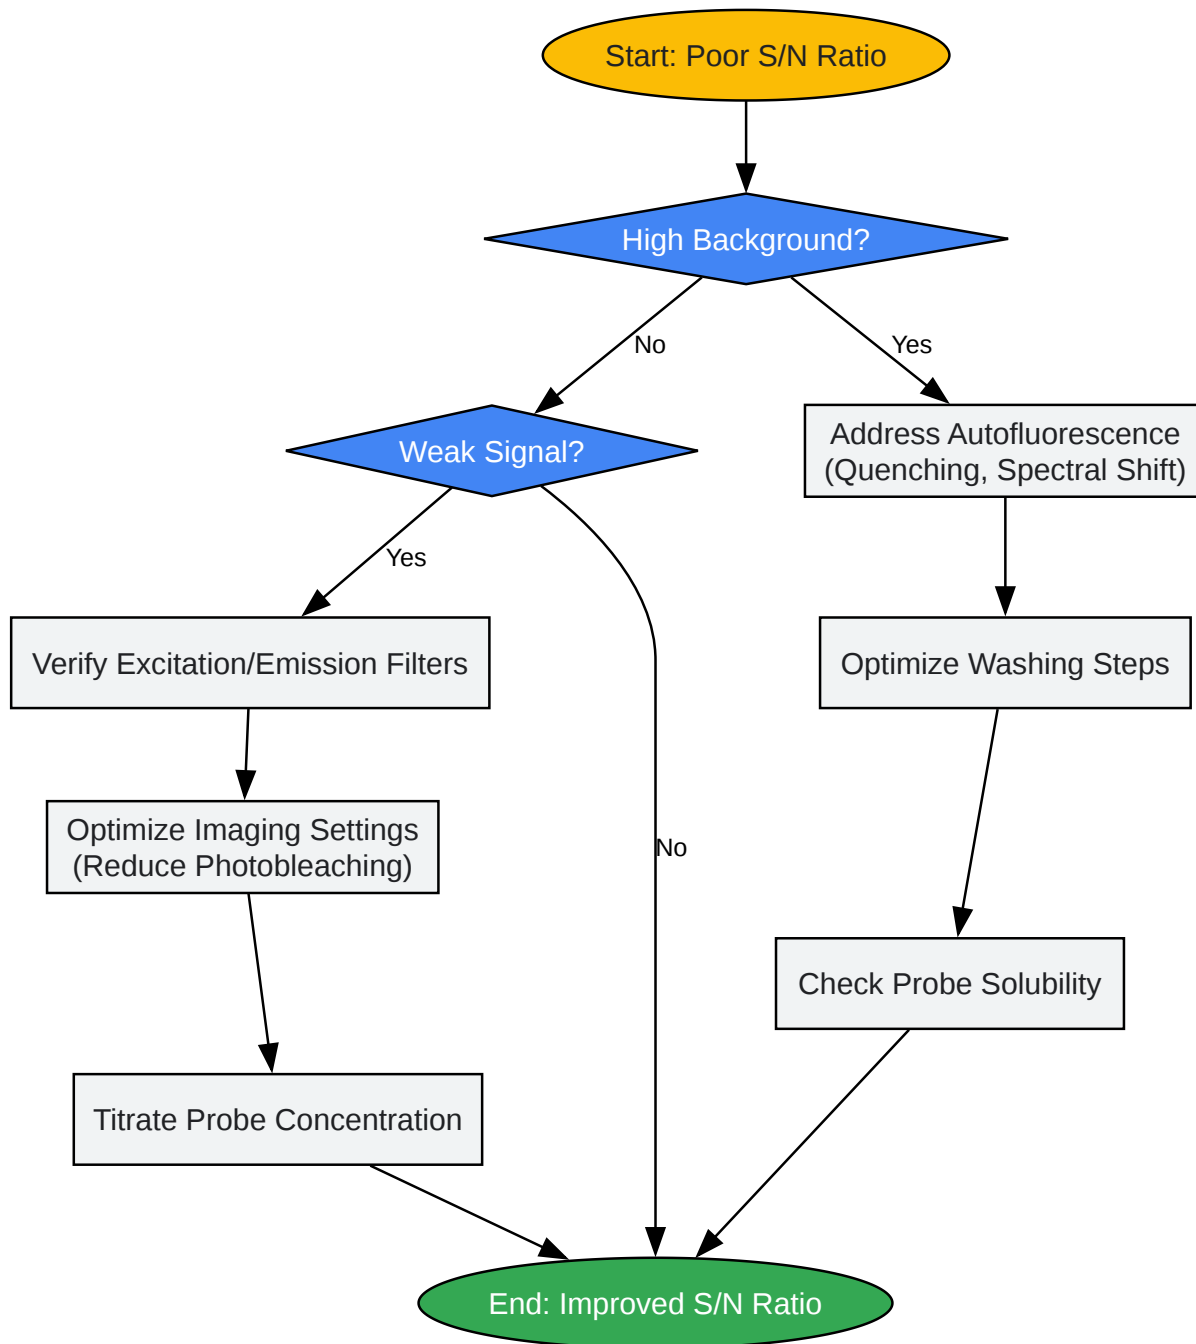 Start: Poor S/N Ratio
High Background?
No
Yes
Weak Signal?
Address Autofluorescence
(Quenching, Spectral Shift)
Yes
Verify Excitation/Emission Filters
Optimize Washing Steps
Optimize Imaging Settings
(Reduce Photobleaching)
No
Check Probe Solubility
Titrate Probe Concentration
End: Improved S/N Ratio